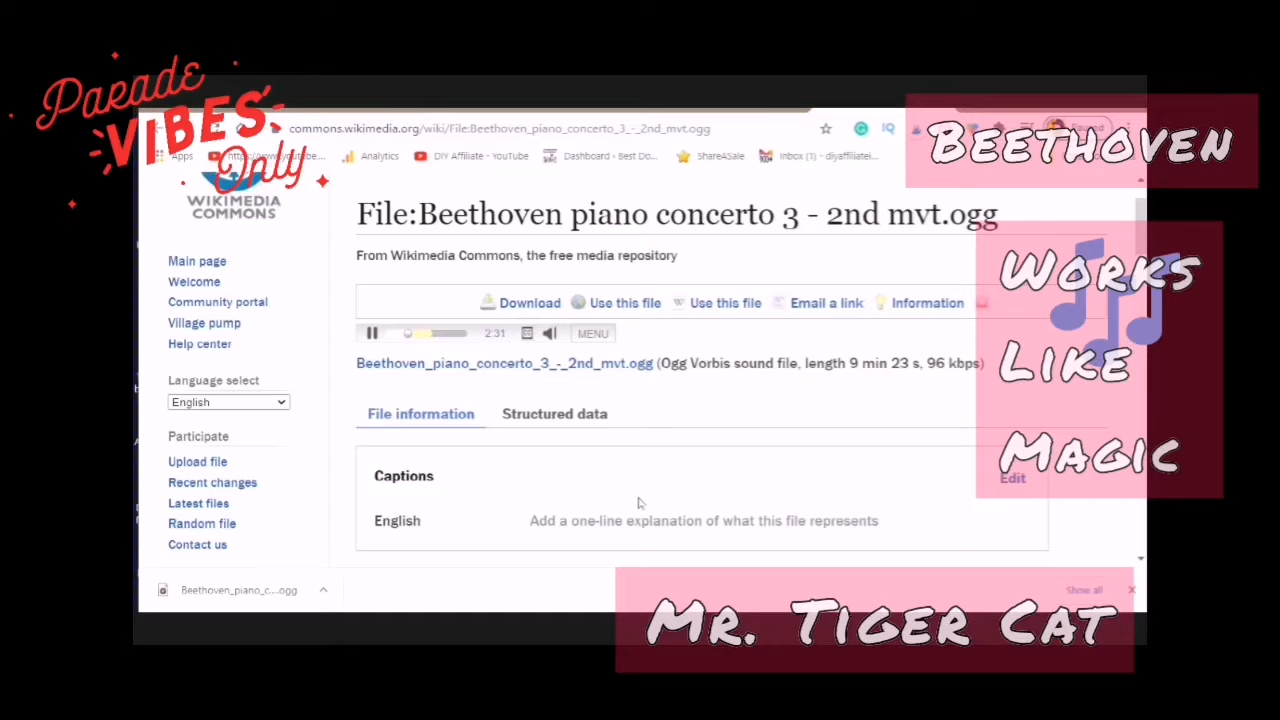 Parade
VIBES
Only
BEETHOVEN
WORKS
LIKE
MAGIC
MR. TIGER CAT
commons.wikimedia.org/wiki/File:Beethoven_piano_concerto_3_-_2nd_mvt.ogg
Apps
Analytics
DIY Affiliate - YouTube
Dashboard ‹ Best Do...
ShareASale
Inbox (1) - diyaffiliatei...
WIKIMEDIA
COMMONS
Main page
Welcome
Community portal
Village pump
Help center
Language select
English
Participate
Upload file
Recent changes
Latest files
Random file
Contact us
File:Beethoven piano concerto 3 - 2nd mvt.ogg
From Wikimedia Commons, the free media repository
Download Use this file Use this file Email a link Information
2:31 MENU
Beethoven_piano_concerto_3_-_2nd_mvt.ogg (Ogg Vorbis sound file, length 9 min 23 s, 96 kbps)
File information Structured data
Captions Edit
English Add a one-line explanation of what this file represents
Beethoven_piano_c....ogg
Show all